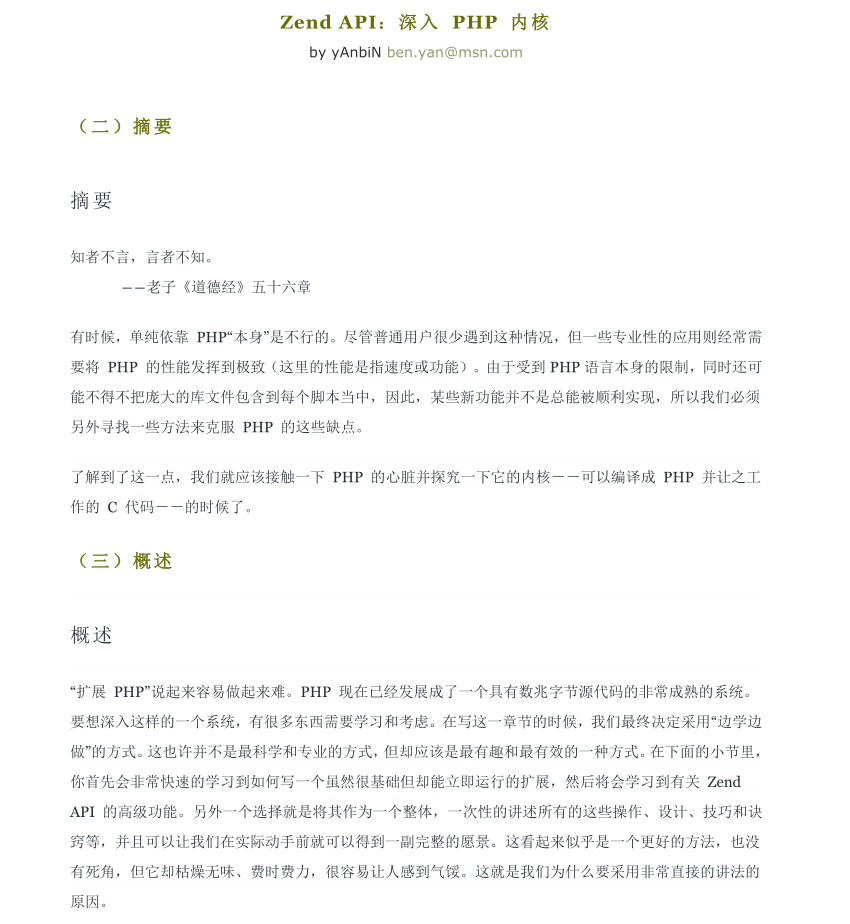 Zend API：深入 PHP 内核
by yAnbiN ben.yan@msn.com
（二）摘要
摘要
知者不言，言者不知。
——老子《道德经》五十六章
有时候，单纯依靠 PHP“本身”是不行的。尽管普通用户很少遇到这种情况，但一些专业性的应用则经常需
要将 PHP 的性能发挥到极致（这里的性能是指速度或功能）。由于受到 PHP 语言本身的限制，同时还可
能不得不把庞大的库文件包含到每个脚本当中，因此，某些新功能并不是总能被顺利实现，所以我们必须
另外寻找一些方法来克服 PHP 的这些缺点。
了解到了这一点，我们就应该接触一下 PHP 的心脏并探究一下它的内核－－可以编译成 PHP 并让之工
作的 C 代码－－的时候了。
（三）概述
概述
“扩展 PHP”说起来容易做起来难。PHP 现在已经发展成了一个具有数兆字节源代码的非常成熟的系统。
要想深入这样的一个系统，有很多东西需要学习和考虑。在写这一章节的时候，我们最终决定采用“边学边
做”的方式。这也许并不是最科学和专业的方式，但却应该是最有趣和最有效的一种方式。在下面的小节里，
你首先会非常快速的学习到如何写一个虽然很基础但却能立即运行的扩展，然后将会学习到有关 Zend
API 的高级功能。另外一个选择就是将其作为一个整体，一次性的讲述所有的这些操作、设计、技巧和诀
窍等，并且可以让我们在实际动手前就可以得到一副完整的愿景。这看起来似乎是一个更好的方法，也没
有死角，但它却枯燥无味、费时费力，很容易让人感到气馁。这就是我们为什么要采用非常直接的讲法的
原因。